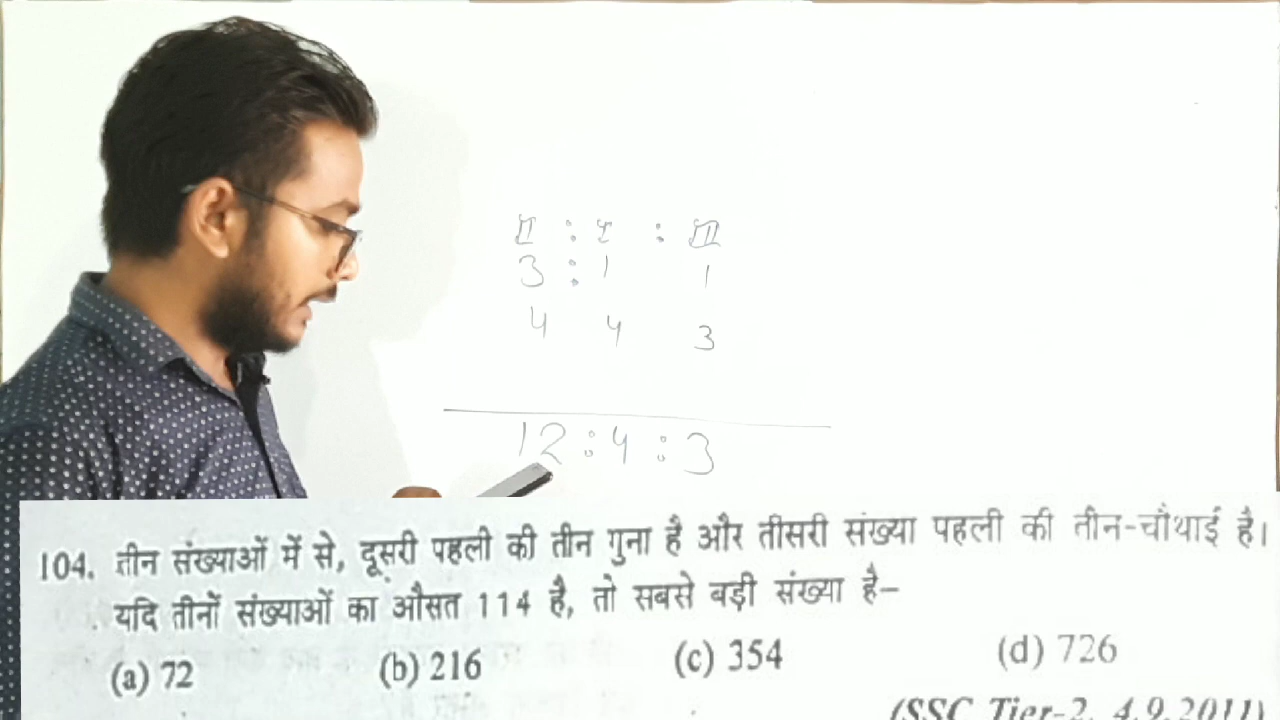 II : I : III
3 : 1 1
4 4 3
12 : 4 : 3
104. तीन संख्याओं में से, दूसरी पहली की तीन गुना है और तीसरी संख्या पहली की तीन-चौथाई है।
यदि तीनों संख्याओं का औसत 114 है, तो सबसे बड़ी संख्या है–
(a) 72 (b) 216 (c) 354 (d) 726
(SSC Tier-2, 4.9.2011)